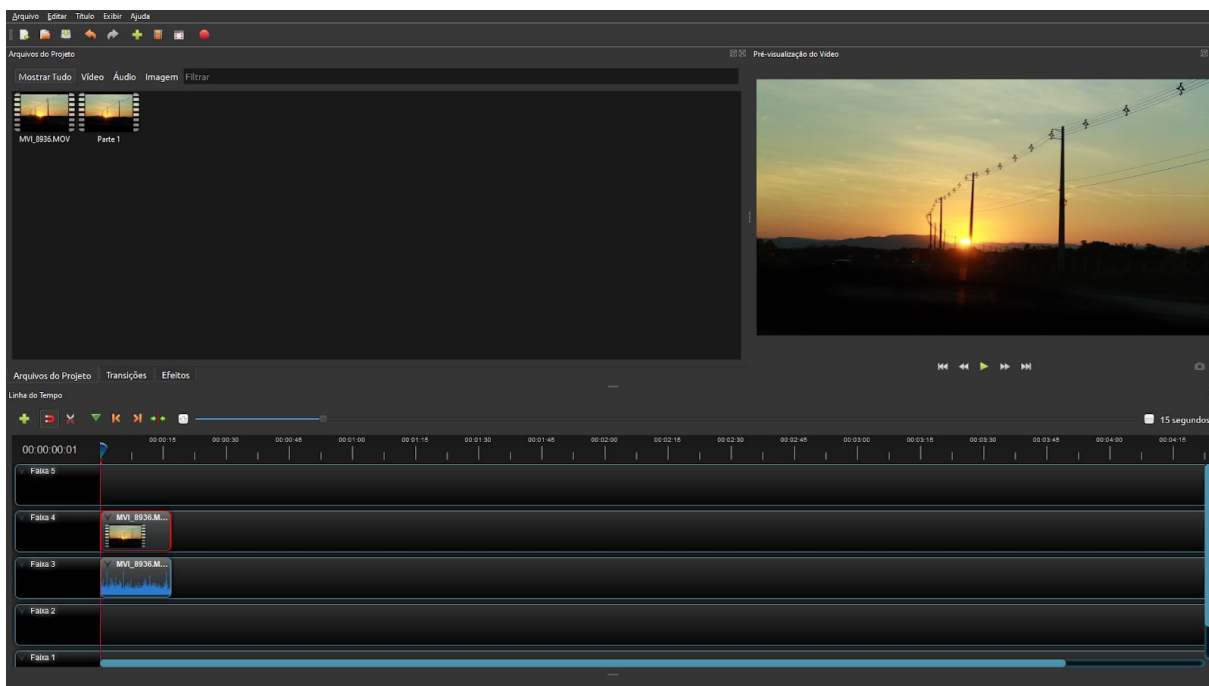 Arquivo Editar Título Exibir Ajuda
Arquivos do Projeto
Pré-visualização do Vídeo
Mostrar Tudo Vídeo Áudio Imagem Filtrar
MVI_8936.MOV Parte 1
Arquivos do Projeto Transições Efeitos
Linha do Tempo
15 segundos
00:00:00:01
00:00:15 00:00:30 00:00:45 00:01:00 00:01:15 00:01:30 00:01:45 00:02:00 00:02:15 00:02:30 00:02:45 00:03:00 00:03:15 00:03:30 00:03:45 00:04:00 00:04:15
Faixa 5
Faixa 4 MVI_8936.M...
Faixa 3 MVI_8936.M...
Faixa 2
Faixa 1